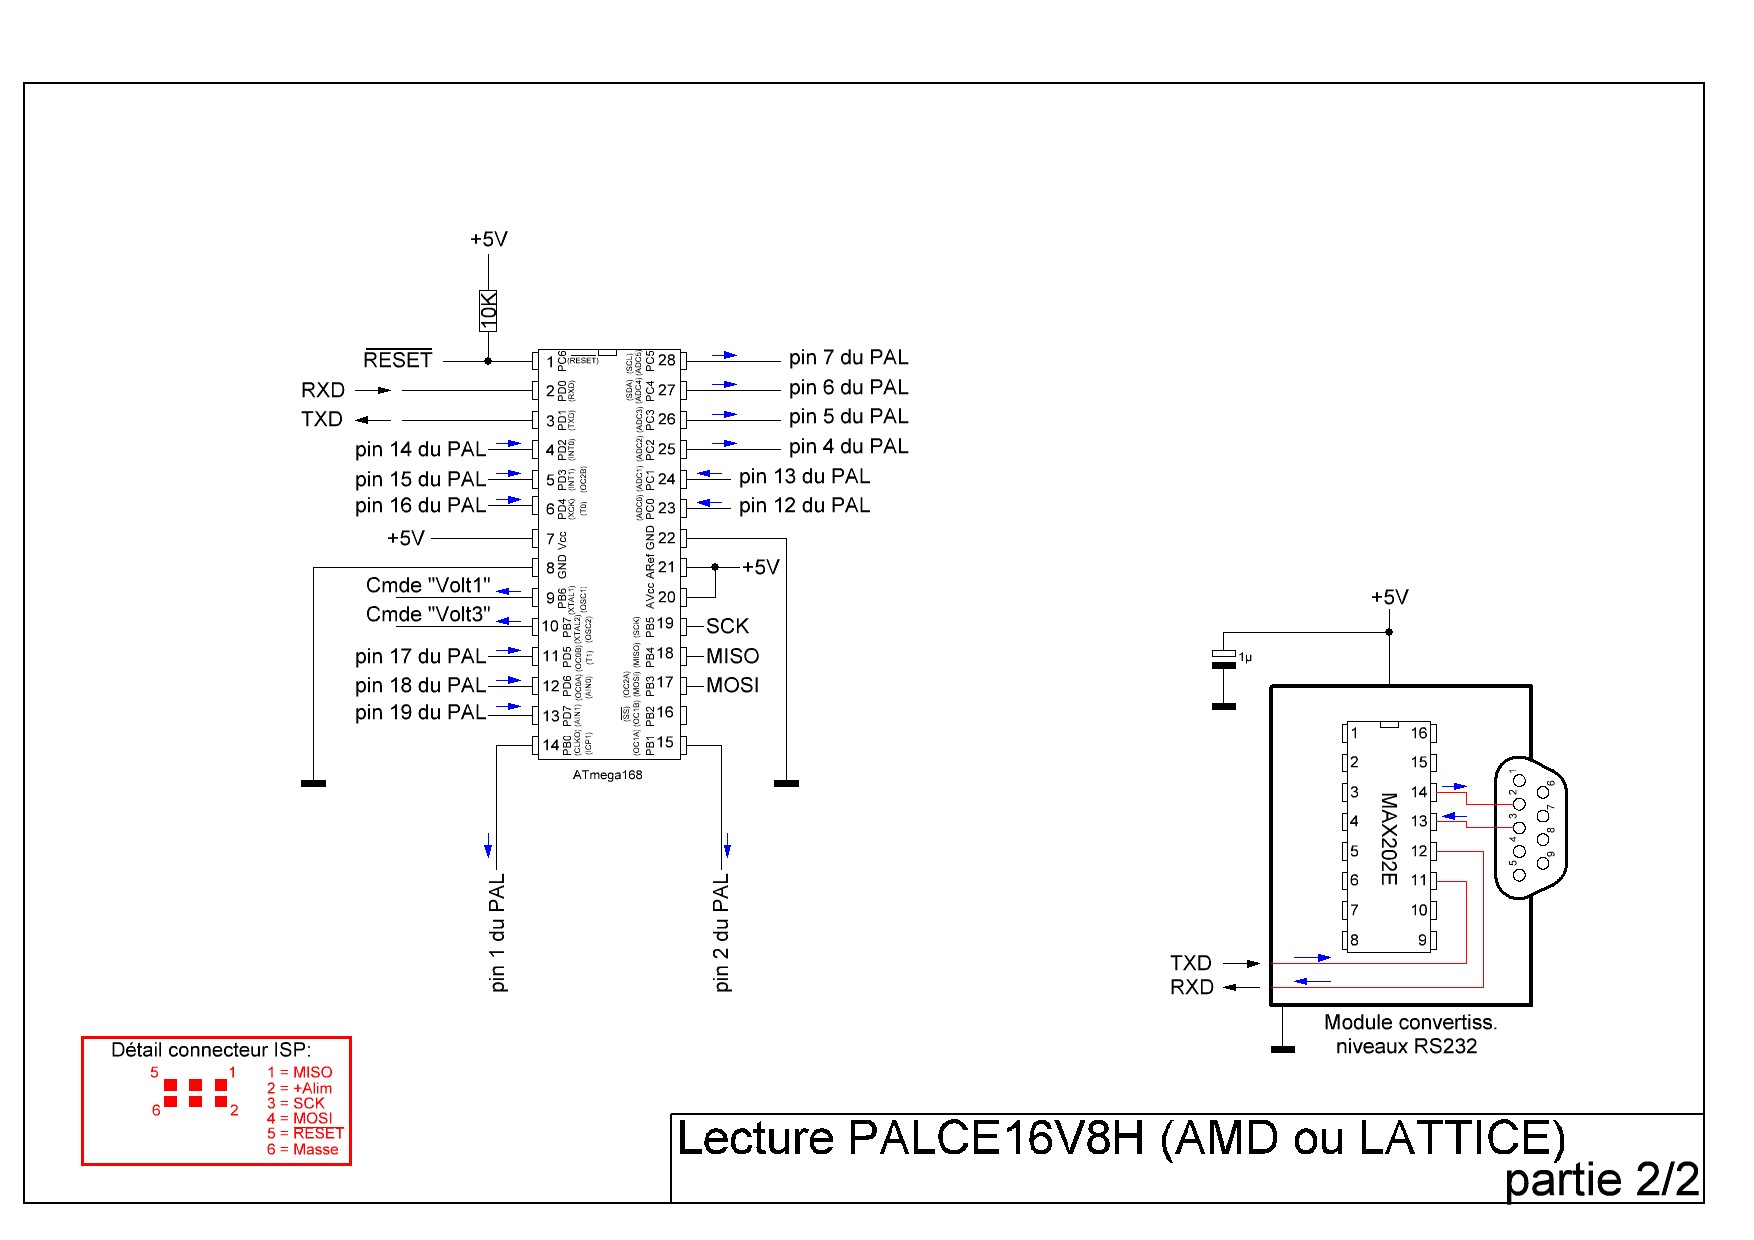 +5V
10K
RESET
RXD
TXD
pin 14 du PAL
pin 15 du PAL
pin 16 du PAL
+5V
Cmde "Volt1"
Cmde "Volt3"
pin 17 du PAL
pin 18 du PAL
pin 19 du PAL
1 PC6 (RESET)
2 PD0 (RXD)
3 PD1 (TXD)
4 PD2 (INT0)
5 PD3 (INT1) (OC2B)
6 PD4 (XCK) (T0)
7 Vcc
8 GND
9 PB6 (XTAL1) (OSC1)
10 PB7 (XTAL2) (OSC2)
11 PD5 (OC0B) (T1)
12 PD6 (OC0A) (AIN0)
13 PD7 (AIN1)
14 PB0 (CLKO) (ICP1)
(SCL) (ADC5) PC5 28
(SDA) (ADC4) PC4 27
(ADC3) PC3 26
(ADC2) PC2 25
(ADC1) PC1 24
(ADC0) PC0 23
GND 22
ARef 21
AVcc 20
(SCK) PB5 19
(MISO) PB4 18
(OC2A) (MOSI) PB3 17
(SS) (OC1B) PB2 16
(OC1A) PB1 15
ATmega168
pin 7 du PAL
pin 6 du PAL
pin 5 du PAL
pin 4 du PAL
pin 13 du PAL
pin 12 du PAL
+5V
SCK
MISO
MOSI
pin 1 du PAL
pin 2 du PAL
+5V
1µ
1 16
2 15
3 14
4 13
5 12
6 11
7 10
8 9
MAX202E
1
2
3
4
5
6
7
8
9
TXD
RXD
Module convertiss.
niveaux RS232
Détail connecteur ISP:
5 1
6 2
1 = MISO
2 = +Alim
3 = SCK
4 = MOSI
5 = RESET
6 = Masse
Lecture PALCE16V8H (AMD ou LATTICE)
partie 2/2